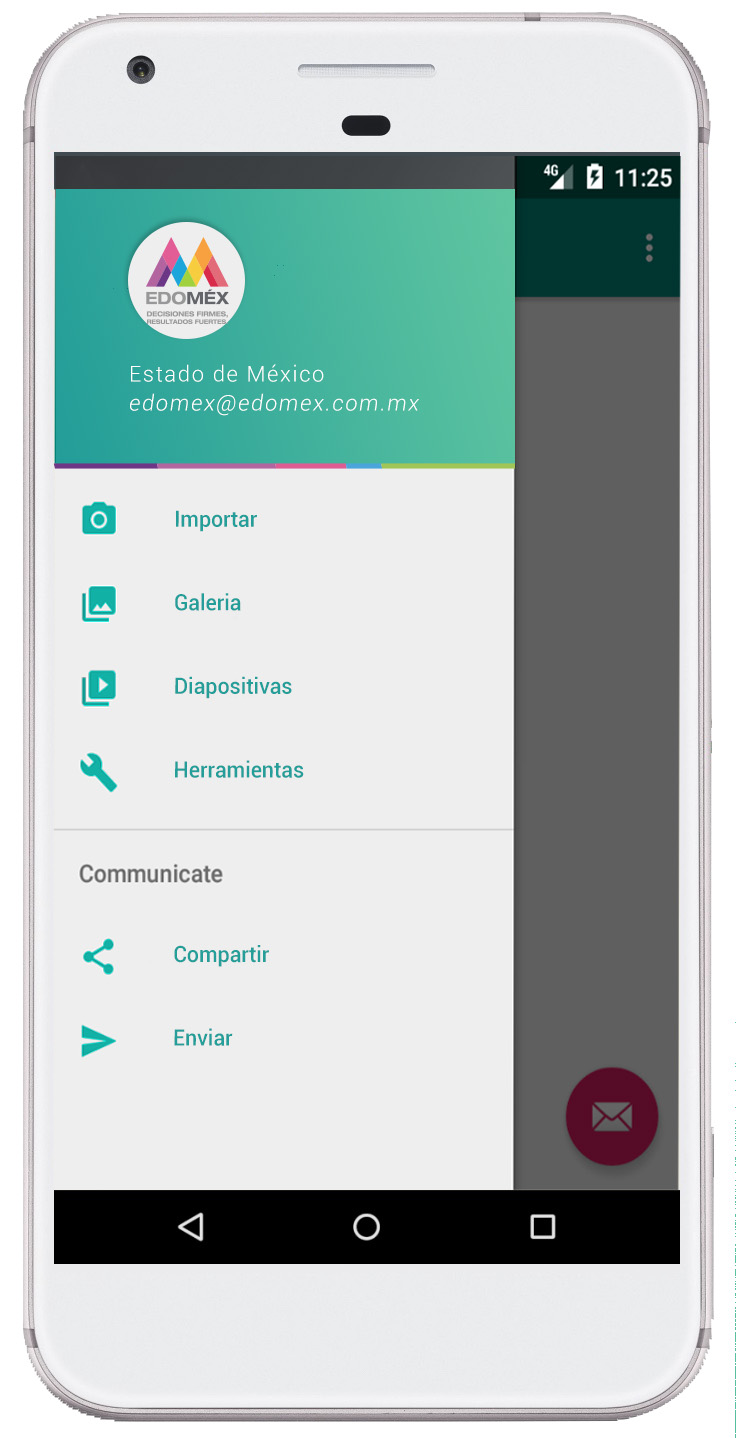 4G 11:25
EDOMÉX
DECISIONES FIRMES,
RESULTADOS FUERTES
Estado de México
edomex@edomex.com.mx
Importar
Galeria
Diapositivas
Herramientas
Communicate
Compartir
Enviar